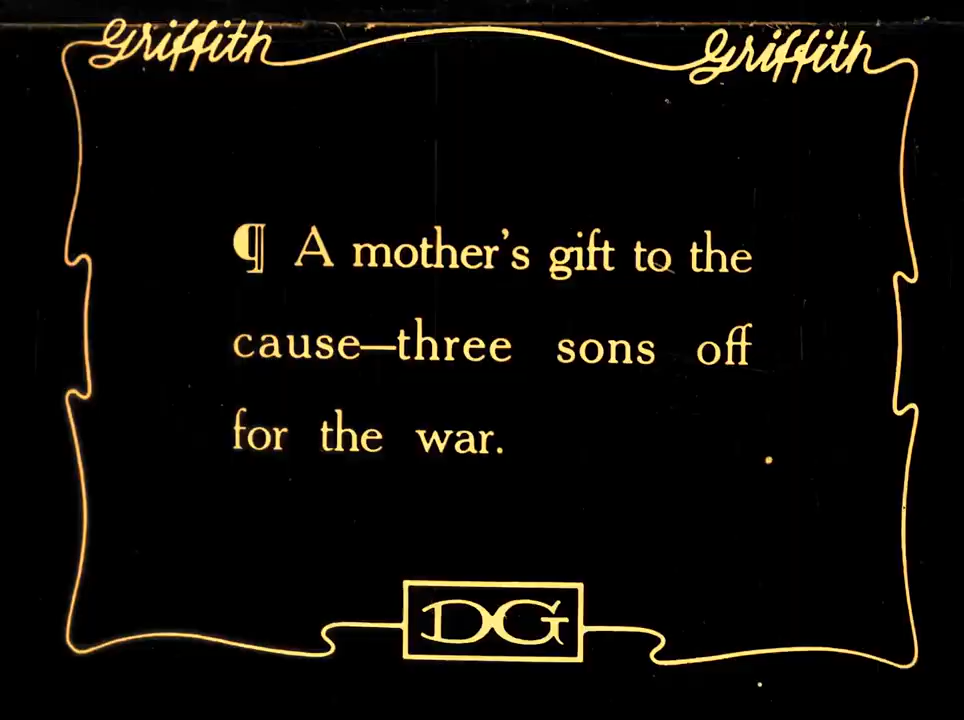 Griffith Griffith
¶ A mother's gift to the
cause—three sons off
for the war.
DG